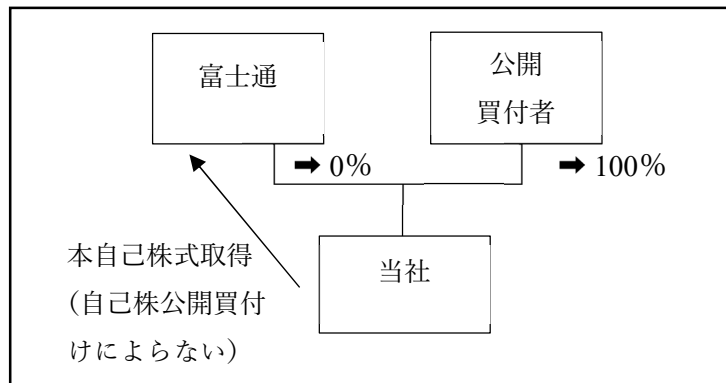 富士通
公開
買付者
➡ 0%
➡ 100%
当社
本自己株式取得
(自己株公開買付
けによらない)